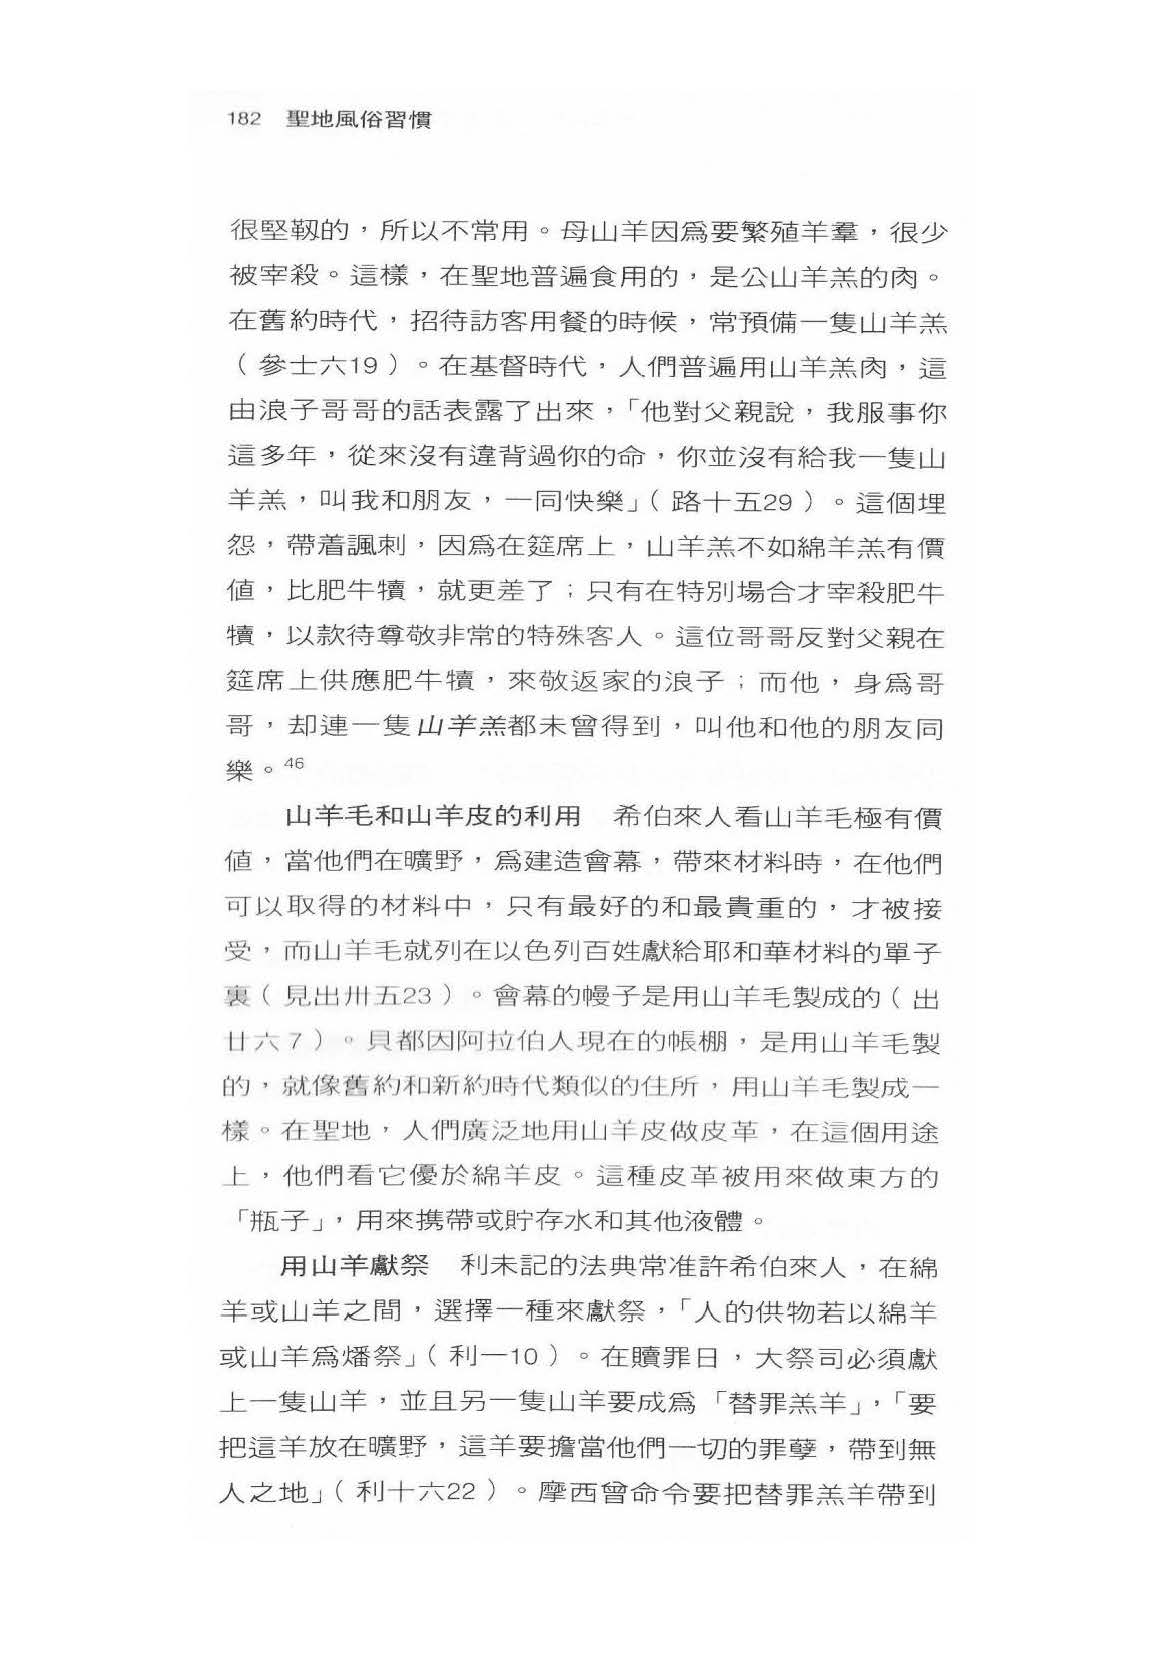 182 聖地風俗習慣
很堅韌的，所以不常用。母山羊因爲要繁殖羊羣，很少
被宰殺。這樣，在聖地普遍食用的，是公山羊羔的肉。
在舊約時代，招待訪客用餐的時候，常預備一隻山羊羔
（參士六19）。在基督時代，人們普遍用山羊羔肉，這
由浪子哥哥的話表露了出來，「他對父親說，我服事你
這多年，從來沒有違背過你的命，你並沒有給我一隻山
羊羔，叫我和朋友，一同快樂」（路十五29）。這個埋
怨，帶着諷刺，因爲在筵席上，山羊羔不如綿羊羔有價
值，比肥牛犢，就更差了；只有在特別場合才宰殺肥牛
犢，以款待尊敬非常的特殊客人。這位哥哥反對父親在
筵席上供應肥牛犢，來敬返家的浪子；而他，身爲哥
哥，却連一隻山羊羔都未曾得到，叫他和他的朋友同
樂。46
山羊毛和山羊皮的利用 希伯來人看山羊毛極有價
值，當他們在曠野，爲建造會幕，帶來材料時，在他們
可以取得的材料中，只有最好的和最貴重的，才被接
受，而山羊毛就列在以色列百姓獻給耶和華材料的單子
裏（見出卅五23）。會幕的幔子是用山羊毛製成的（出
廿六7）。貝都因阿拉伯人現在的帳棚，是用山羊毛製
的，就像舊約和新約時代類似的住所，用山羊毛製成一
樣。在聖地，人們廣泛地用山羊皮做皮革，在這個用途
上，他們看它優於綿羊皮。這種皮革被用來做東方的
「瓶子」，用來携帶或貯存水和其他液體。
用山羊獻祭 利未記的法典常准許希伯來人，在綿
羊或山羊之間，選擇一種來獻祭，「人的供物若以綿羊
或山羊爲燔祭」（利一10）。在贖罪日，大祭司必須獻
上一隻山羊，並且另一隻山羊要成爲「替罪羔羊」，「要
把這羊放在曠野，這羊要擔當他們一切的罪孽，帶到無
人之地」（利十六22）。摩西曾命令要把替罪羔羊帶到